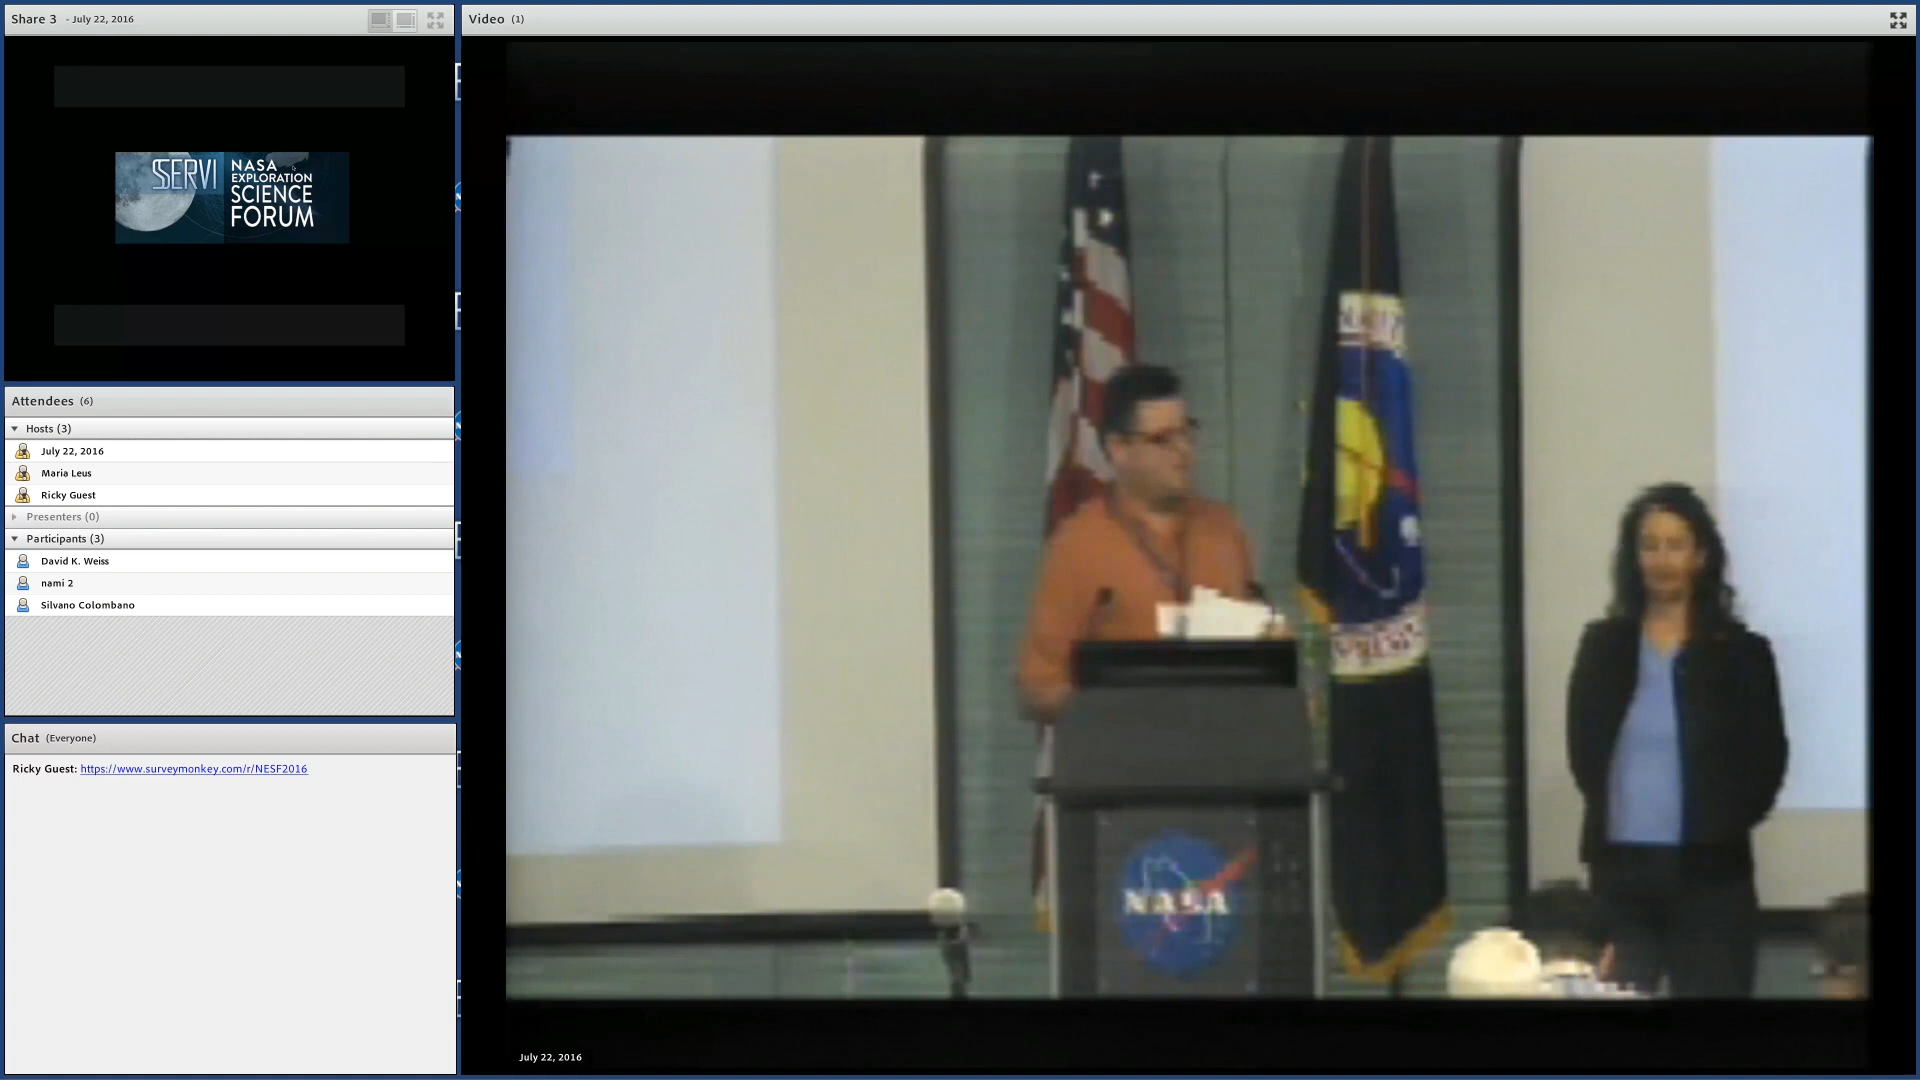 Share 3 - July 22, 2016
SSERVI
NASA
EXPLORATION
SCIENCE
FORUM
Attendees (6)
Hosts (3)
July 22, 2016
Maria Leus
Ricky Guest
Presenters (0)
Participants (3)
David K. Weiss
nami 2
Silvano Colombano
Chat (Everyone)
Ricky Guest: https://www.surveymonkey.com/r/NESF2016
Video (1)
NASA
July 22, 2016